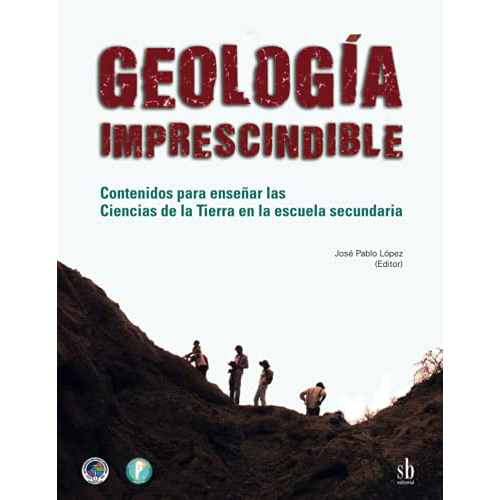 GEOLOGÍA
IMPRESCINDIBLE
Contenidos para enseñar las
Ciencias de la Tierra en la escuela secundaria
José Pablo López
(Editor)
sb
editorial